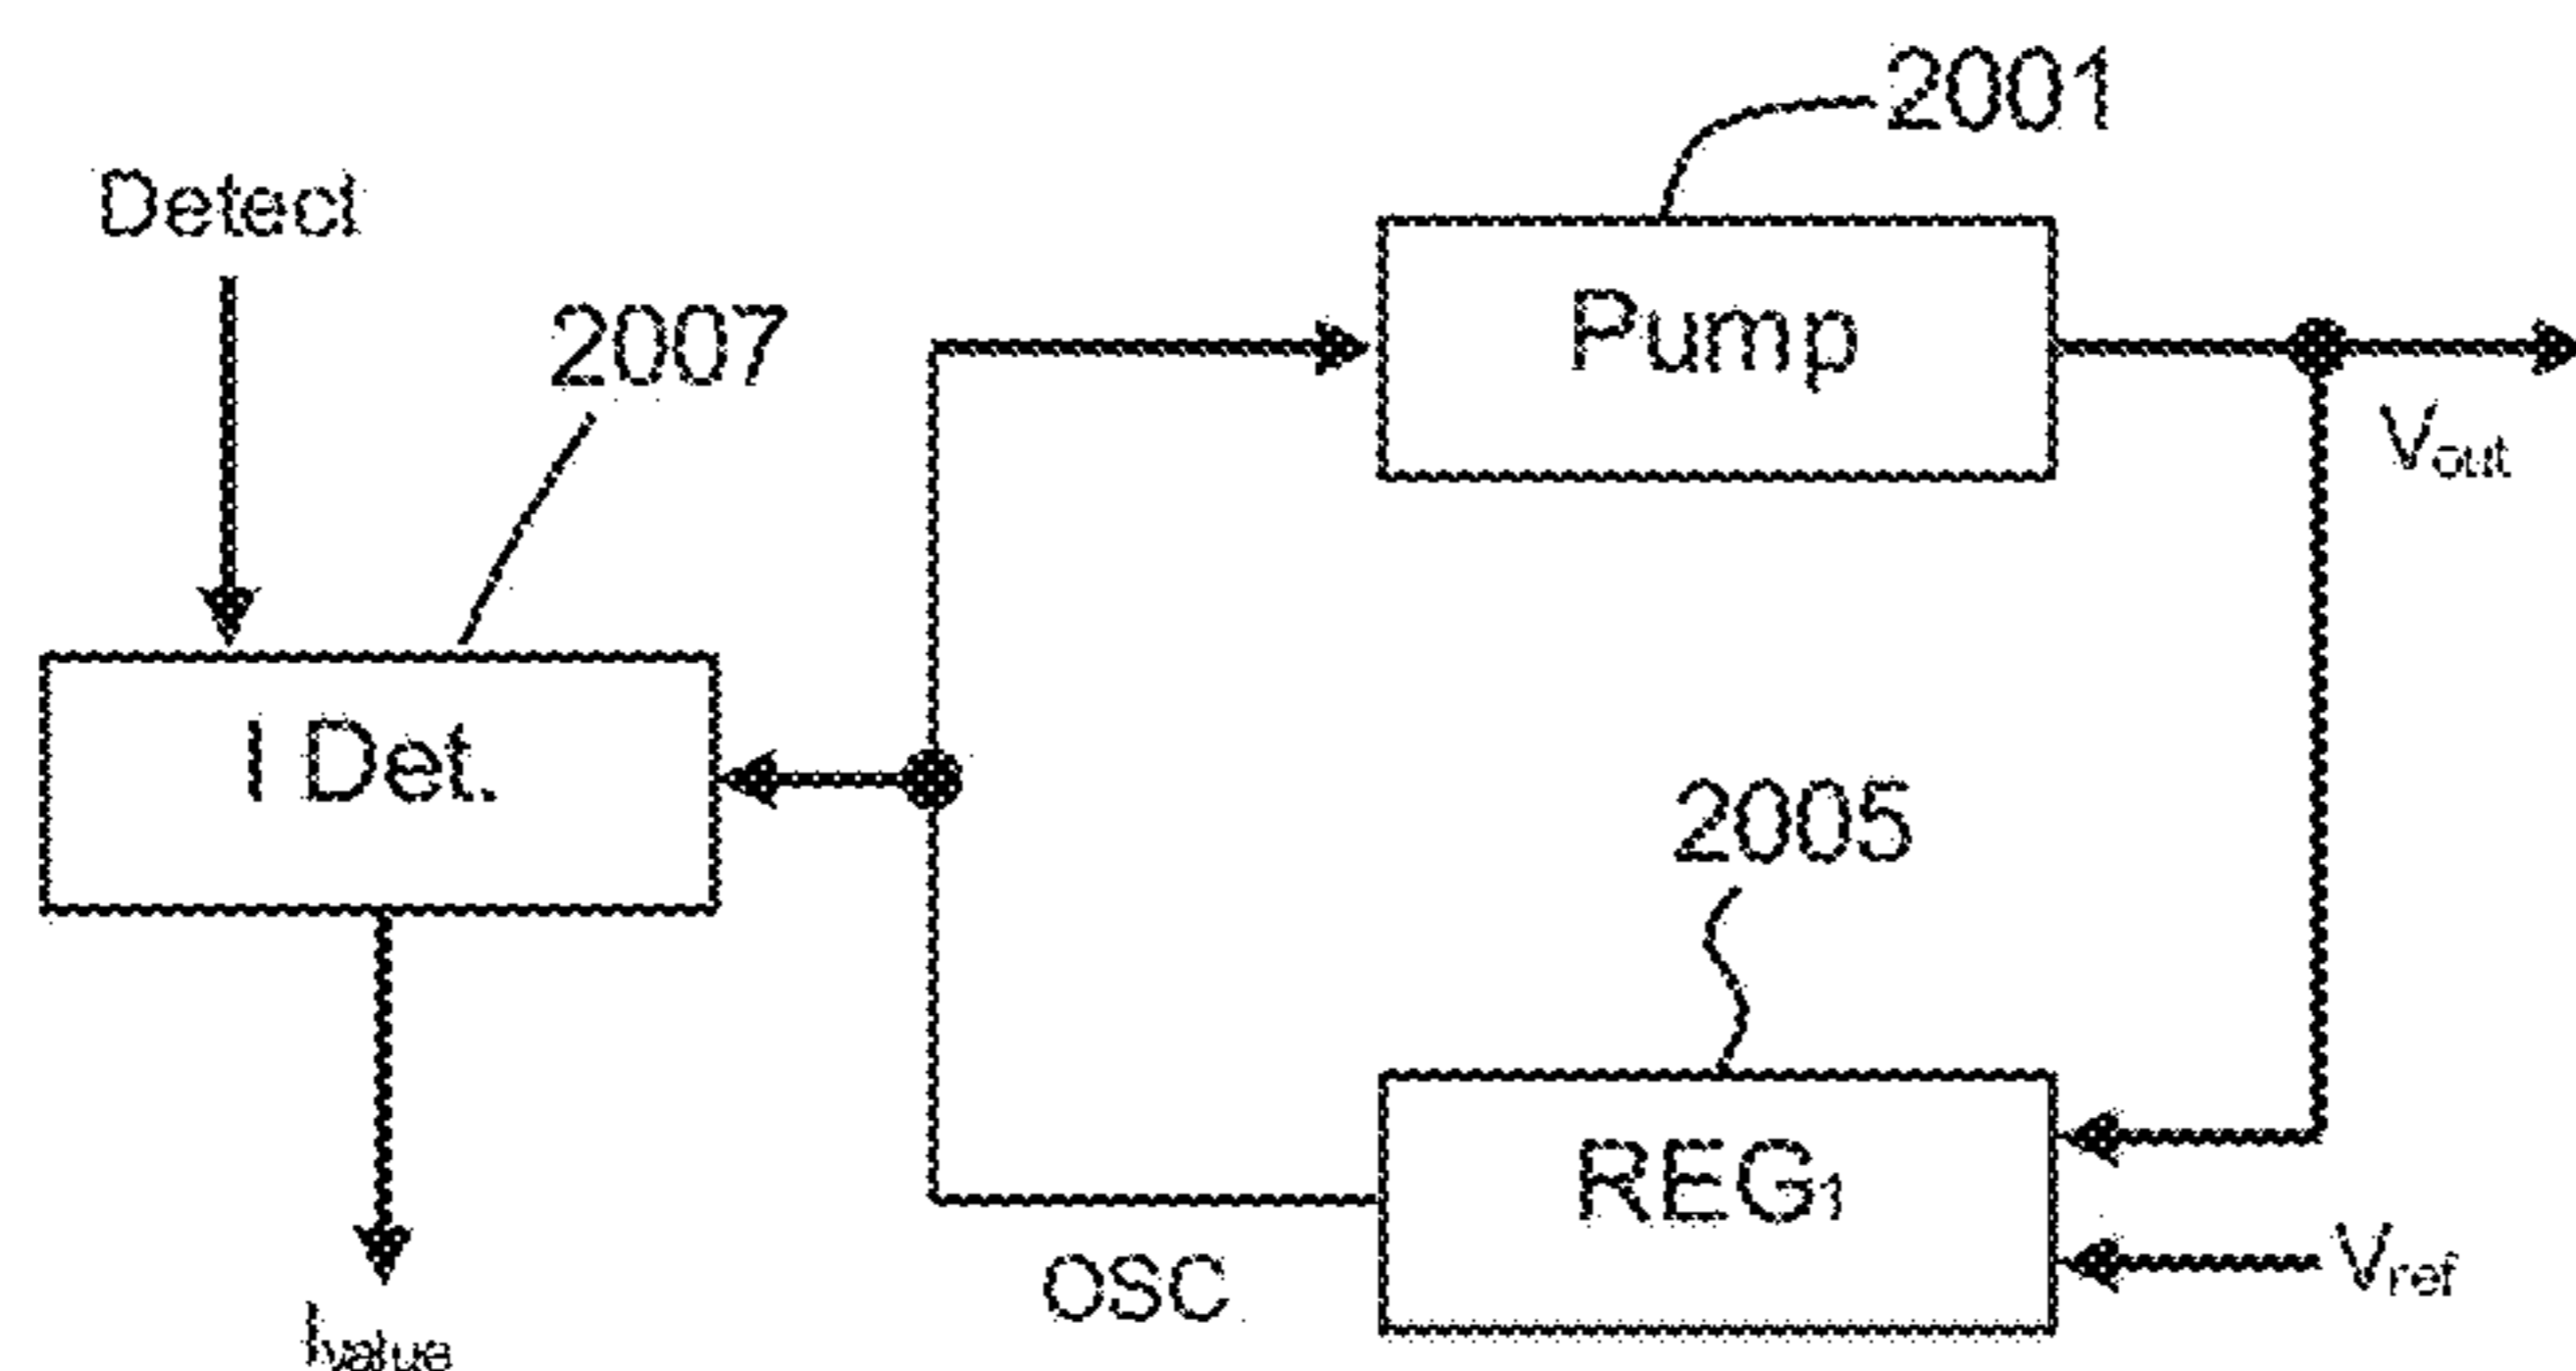 2001
Detect
2007
Pump
Vout
I Det.
2005
REG1
OSC
Vref
Ivalue